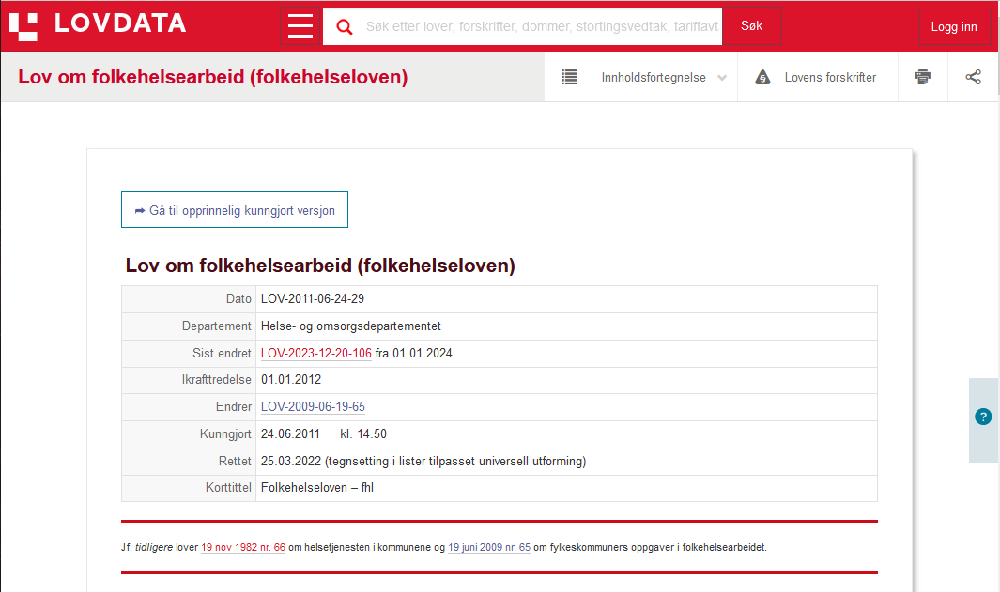 LOVDATA
Søk etter lover, forskrifter, dommer, stortingsvedtak, tariffavt
Søk
Logg inn
Lov om folkehelsearbeid (folkehelseloven)
Innholdsfortegnelse
Lovens forskrifter
➦ Gå til opprinnelig kunngjort versjon
Lov om folkehelsearbeid (folkehelseloven)
Dato LOV-2011-06-24-29
Departement Helse- og omsorgsdepartementet
Sist endret LOV-2023-12-20-106 fra 01.01.2024
Ikrafttredelse 01.01.2012
Endrer LOV-2009-06-19-65
Kunngjort 24.06.2011 kl. 14.50
Rettet 25.03.2022 (tegnsetting i lister tilpasset universell utforming)
Korttittel Folkehelseloven – fhl
?
Jf. tidligere lover 19 nov 1982 nr. 66 om helsetjenesten i kommunene og 19 juni 2009 nr. 65 om fylkeskommuners oppgaver i folkehelsearbeidet.